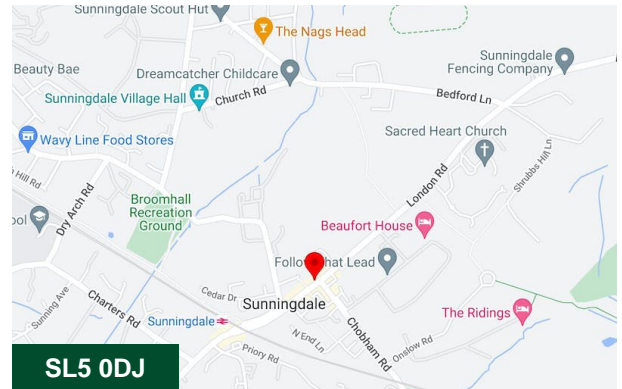 Sunningdale Scout Hut
The Nags Head
Beauty Bae
Dreamcatcher Childcare
Sunningdale
Fencing Company
Sunningdale Village Hall
Church Rd
Bedford Ln
Wavy Line Food Stores
Sacred Heart Church
Hill Rd
London Rd
Shrubbs Hill Ln
Dry Arch Rd
Broomhall
Recreation
Ground
Beaufort House
Follow That Lead
Cedar Dr
Sunningdale
Sunning Ave
Charters Rd
The Ridings
Sunningdale
N End Ln
Chobham Rd
Onslow Rd
Priory Rd
SL5 0DJ